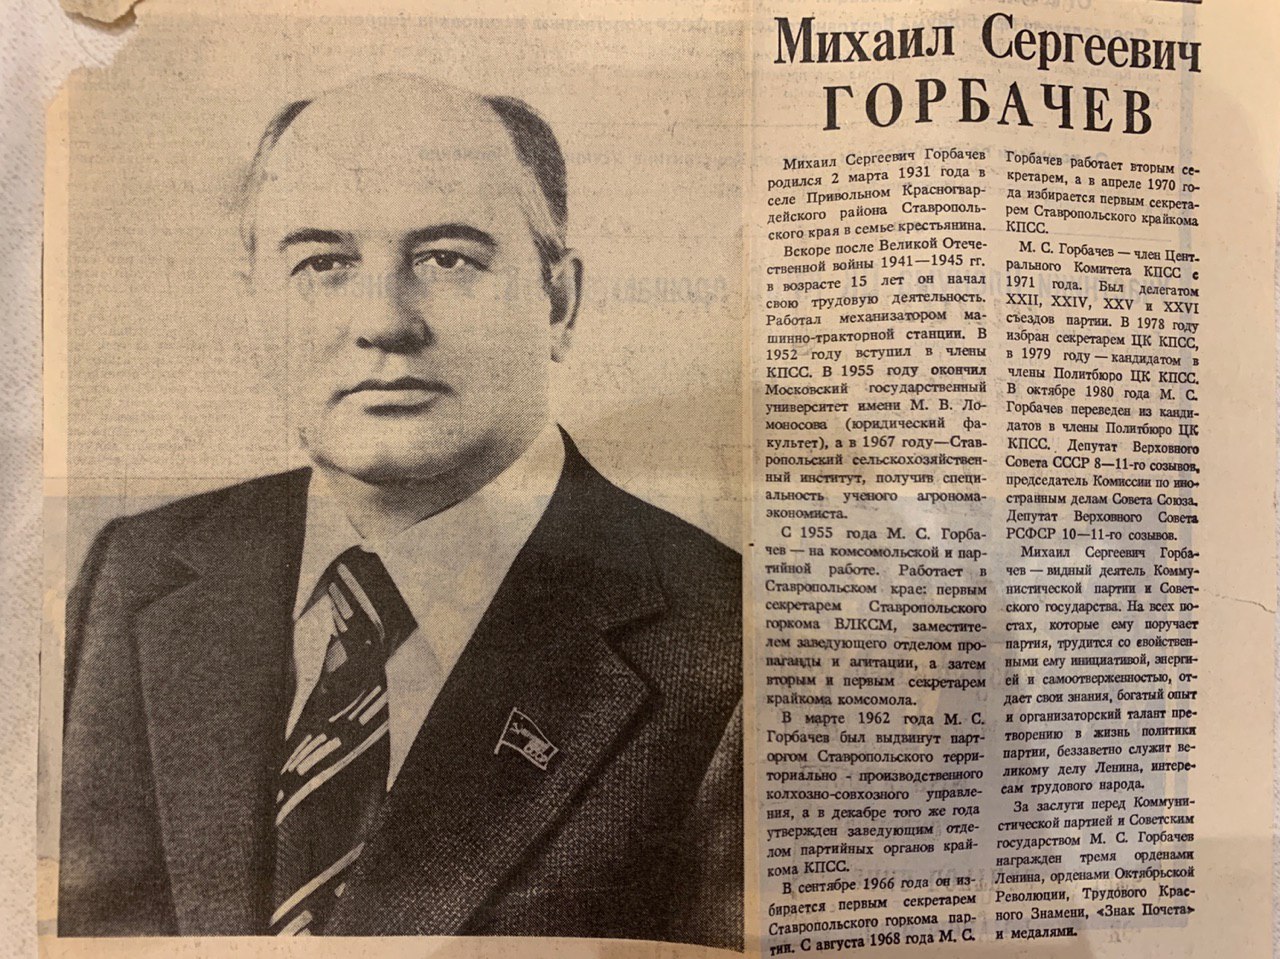 Михаил Сергеевич
ГОРБАЧЕВ
Михаил Сергеевич Горбачев
родился 2 марта 1931 года в
селе Привольном Красногвар-
дейского района Ставрополь-
ского края в семье крестьянина.
Вскоре после Великой Отече-
ственной войны 1941—1945 гг.
в возрасте 15 лет он начал
свою трудовую деятельность.
Работал механизатором ма-
шинно-тракторной станции. В
1952 году вступил в члены
КПСС. В 1955 году окончил
Московский государственный
университет имени М. В. Ло-
моносова (юридический фа-
культет), а в 1967 году—Став-
ропольский сельскохозяйствен-
ный институт, получив специ-
альность ученого агронома-
экономиста.
С 1955 года М. С. Горба-
чев — на комсомольской и пар-
тийной работе. Работает в
Ставропольском крае: первым
секретарем Ставропольского
горкома ВЛКСМ, заместите-
лем заведующего отделом про-
паганды и агитации, а затем
вторым и первым секретарем
крайкома комсомола.
В марте 1962 года М. С.
Горбачев был выдвинут парт-
оргом Ставропольского терри-
ториально - производственного
колхозно-совхозного управле-
ния, а в декабре того же года
утвержден заведующим отде-
лом партийных органов край-
кома КПСС.
В сентябре 1966 года он из-
бирается первым секретарем
Ставропольского горкома пар-
тии. С августа 1968 года М. С.
Горбачев работает вторым се-
кретарем, а в апреле 1970 го-
да избирается первым секрета-
рем Ставропольского крайкома
КПСС.
М. С. Горбачев — член Цент-
рального Комитета КПСС с
1971 года. Был делегатом
XXII, XXIV, XXV и XXVI
съездов партии. В 1978 году
избран секретарем ЦК КПСС,
в 1979 году — кандидатом в
члены Политбюро ЦК КПСС.
В октябре 1980 года М. С.
Горбачев переведен из канди-
датов в члены Политбюро ЦК
КПСС. Депутат Верховного
Совета СССР 8—11-го созывов,
председатель Комиссии по ино-
странным делам Совета Союза.
Депутат Верховного Совета
РСФСР 10—11-го созывов.
Михаил Сергеевич Горба-
чев — видный деятель Комму-
нистической партии и Совет-
ского государства. На всех по-
стах, которые ему поручает
партия, трудится со свойствен-
ными ему инициативой, энерги-
ей и самоотверженностью, от-
дает свои знания, богатый опыт
и организаторский талант пре-
творению в жизнь политики
партии, беззаветно служит ве-
ликому делу Ленина, интере-
сам трудового народа.
За заслуги перед Коммуни-
стической партией и Советским
государством М. С. Горбачев
награжден тремя орденами
Ленина, орденами Октябрьской
Революции, Трудового Крас-
ного Знамени, «Знак Почета»
и медалями.